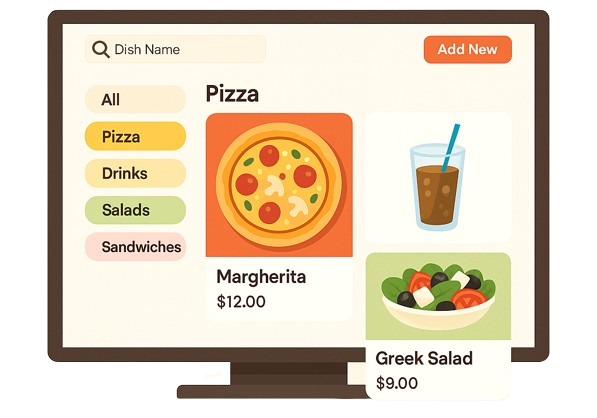 Dish Name
Add New
All
Pizza
Drinks
Salads
Sandwiches
Pizza
Margherita
$12.00
Greek Salad
$9.00